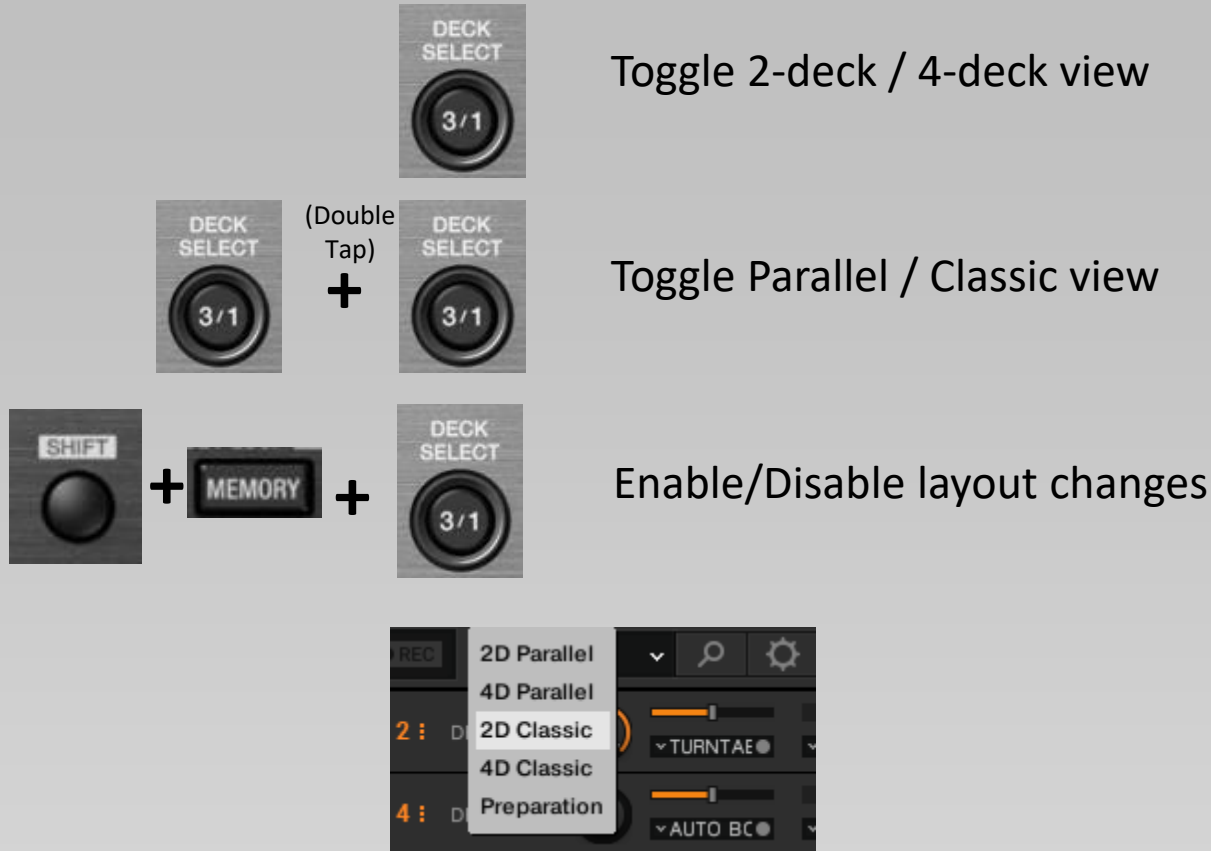 DECK
SELECT
3/1
Toggle 2-deck / 4-deck view
DECK
SELECT
3/1
(Double
Tap)
+
DECK
SELECT
3/1
Toggle Parallel / Classic view
SHIFT
+
MEMORY
+
DECK
SELECT
3/1
Enable/Disable layout changes
REC
2D Parallel
4D Parallel
2D Classic
4D Classic
Preparation
2
TURNTAB
4
AUTO BO